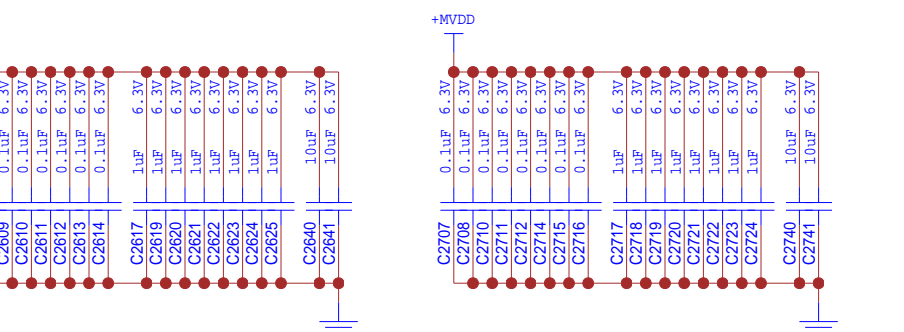 +MVDD
0.1uF 6.3V
0.1uF 6.3V
0.1uF 6.3V
0.1uF 6.3V
0.1uF 6.3V
0.1uF 6.3V
1uF 6.3V
1uF 6.3V
1uF 6.3V
1uF 6.3V
1uF 6.3V
1uF 6.3V
1uF 6.3V
1uF 6.3V
10uF 6.3V
10uF 6.3V
C2609
C2610
C2611
C2612
C2613
C2614
C2617
C2619
C2620
C2621
C2622
C2623
C2624
C2625
C2640
C2641
0.1uF 6.3V
0.1uF 6.3V
0.1uF 6.3V
0.1uF 6.3V
0.1uF 6.3V
0.1uF 6.3V
0.1uF 6.3V
0.1uF 6.3V
1uF 6.3V
1uF 6.3V
1uF 6.3V
1uF 6.3V
1uF 6.3V
1uF 6.3V
1uF 6.3V
1uF 6.3V
10uF 6.3V
10uF 6.3V
C2707
C2708
C2710
C2711
C2712
C2714
C2715
C2716
C2717
C2718
C2719
C2720
C2721
C2722
C2723
C2724
C2740
C2741